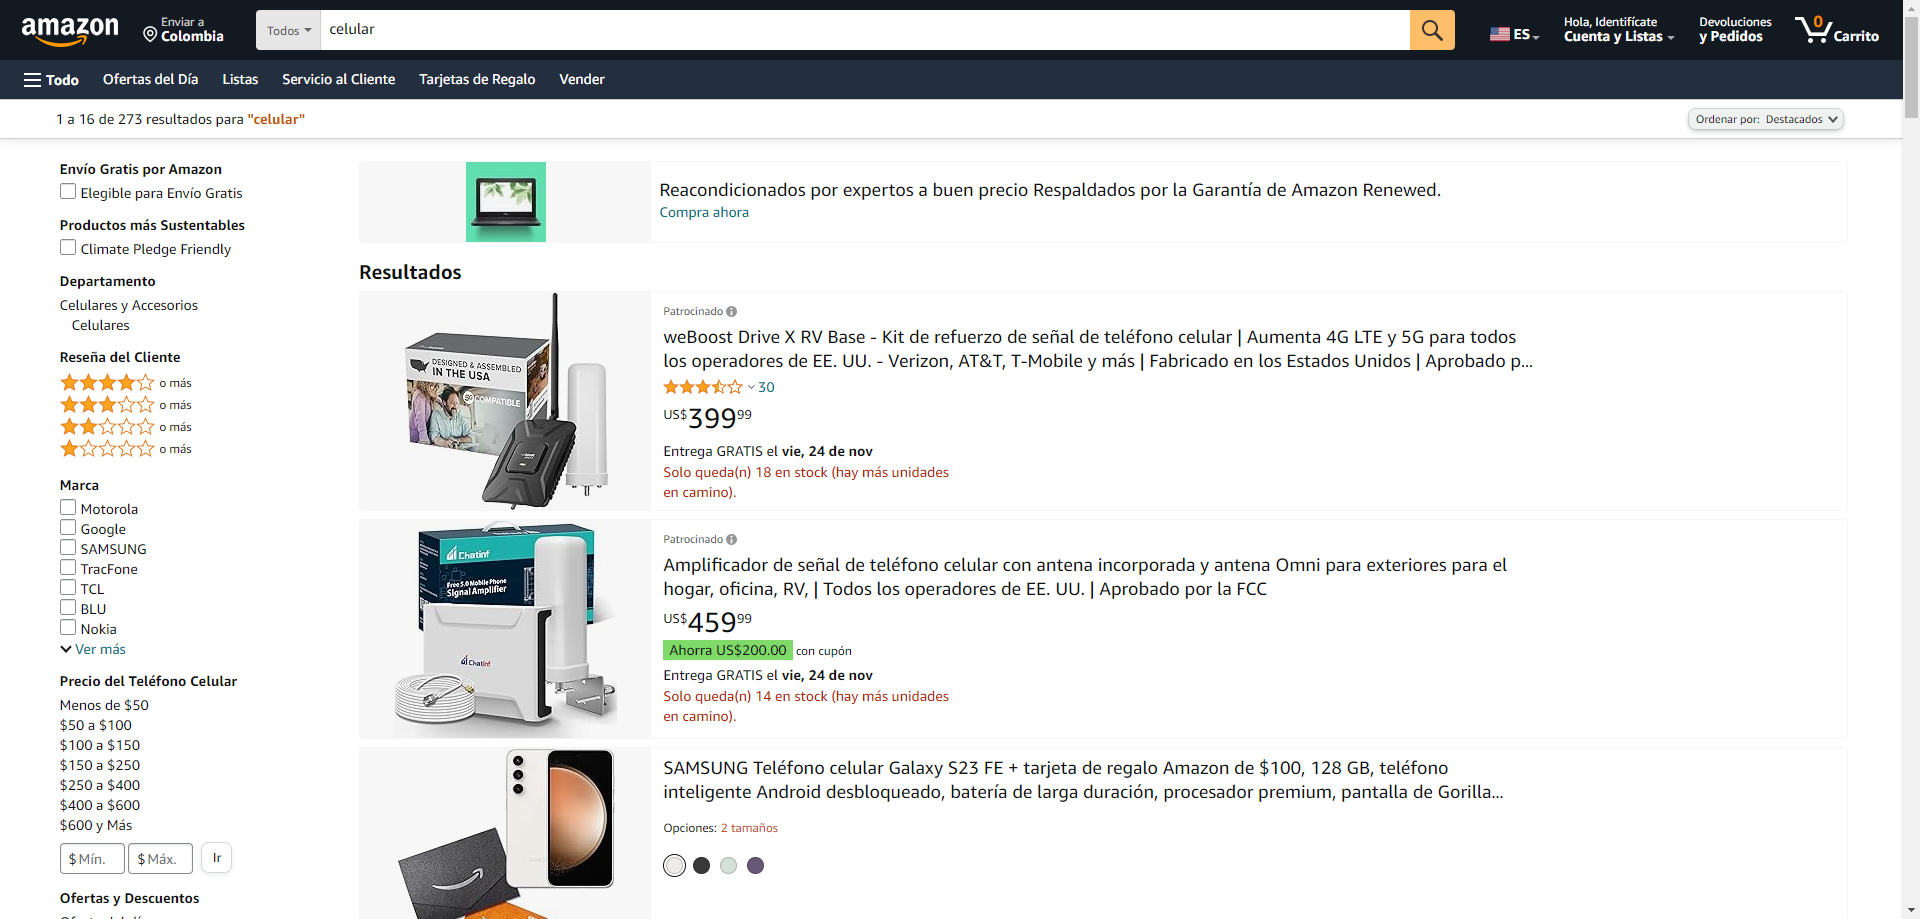 amazon
Enviar a
Colombia
Todos
celular
ES
Hola, Identifícate
Cuenta y Listas
Devoluciones
y Pedidos
0
Carrito
Todo
Ofertas del Día
Listas
Servicio al Cliente
Tarjetas de Regalo
Vender
1 a 16 de 273 resultados para "celular"
Ordenar por: Destacados
Envío Gratis por Amazon
Elegible para Envío Gratis
Productos más Sustentables
Climate Pledge Friendly
Departamento
Celulares y Accesorios
Celulares
Reseña del Cliente
o más
o más
o más
o más
Marca
Motorola
Google
SAMSUNG
TracFone
TCL
BLU
Nokia
Ver más
Precio del Teléfono Celular
Menos de $50
$50 a $100
$100 a $150
$150 a $250
$250 a $400
$400 a $600
$600 y Más
$ Mín.
$ Máx.
Ir
Ofertas y Descuentos
Reacondicionados por expertos a buen precio Respaldados por la Garantía de Amazon Renewed.
Compra ahora
Resultados
DESIGNED & ASSEMBLED
IN THE USA
5G COMPATIBLE
Patrocinado
weBoost Drive X RV Base - Kit de refuerzo de señal de teléfono celular | Aumenta 4G LTE y 5G para todos
los operadores de EE. UU. - Verizon, AT&T, T-Mobile y más | Fabricado en los Estados Unidos | Aprobado p...
30
US$399 99
Entrega GRATIS el vie, 24 de nov
Solo queda(n) 18 en stock (hay más unidades
en camino).
Chatinf
Free 5.0 Mobile Phone
Signal Amplifier
Chatinf
Patrocinado
Amplificador de señal de teléfono celular con antena incorporada y antena Omni para exteriores para el
hogar, oficina, RV, | Todos los operadores de EE. UU. | Aprobado por la FCC
US$459 99
Ahorra US$200.00 con cupón
Entrega GRATIS el vie, 24 de nov
Solo queda(n) 14 en stock (hay más unidades
en camino).
SAMSUNG Teléfono celular Galaxy S23 FE + tarjeta de regalo Amazon de $100, 128 GB, teléfono
inteligente Android desbloqueado, batería de larga duración, procesador premium, pantalla de Gorilla...
Opciones: 2 tamaños